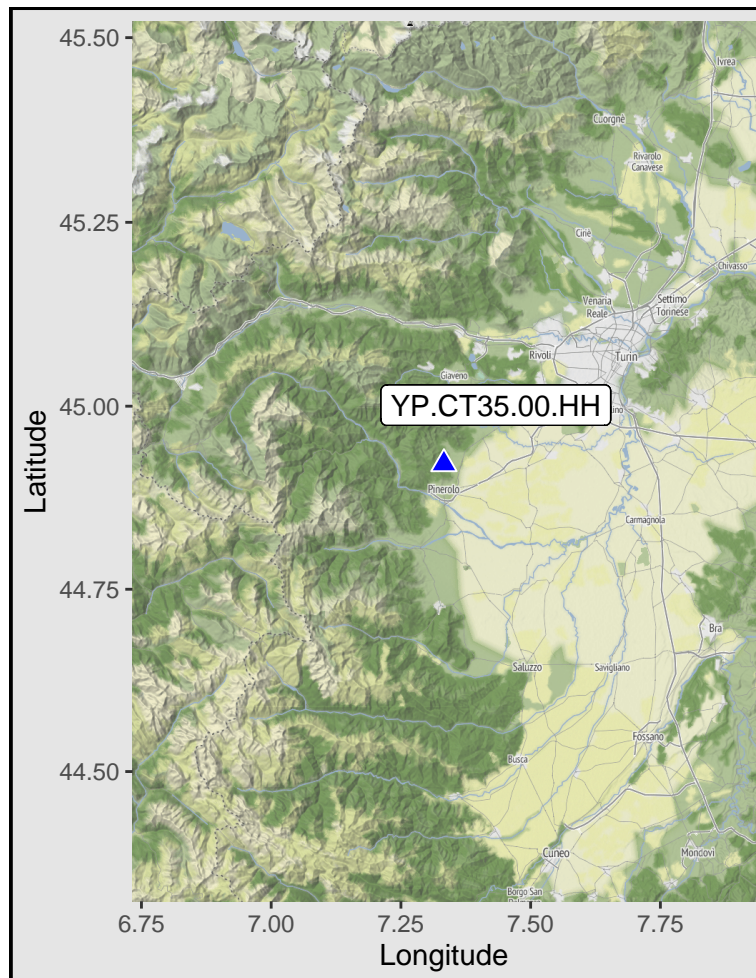 45.50
Ivrea
Cuorgnè
Rivarolo
Canavese
45.25
Ciriè
Chivasso
Venaria
Reale
Settimo
Torinese
Rivoli
Turin
Giaveno
45.00
YP.CT35.00.HH
Latitude
Pinerolo
Carmagnola
44.75
Bra
Saluzzo
Savigliano
Fossano
44.50
Busca
Cuneo
Mondovì
Borgo San
6.75 7.00 7.25 7.50 7.75
Longitude